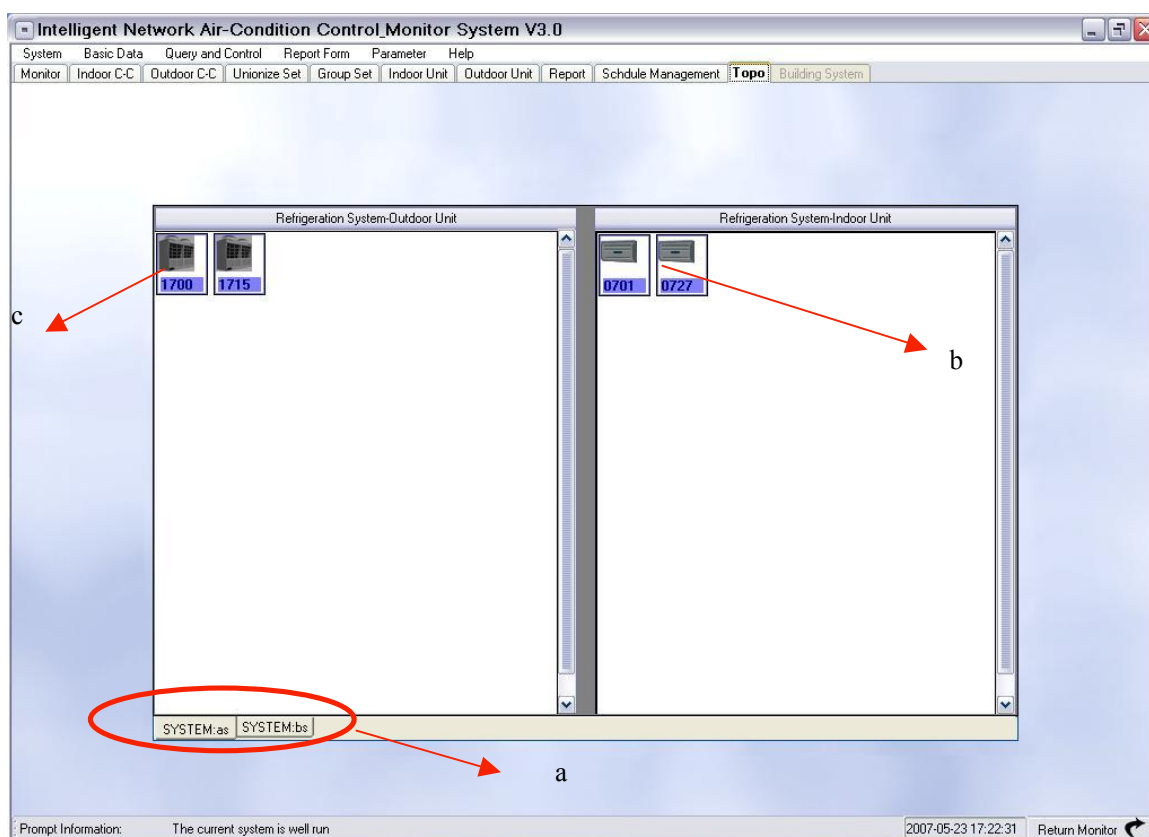 Intelligent Network Air-Condition Control_Monitor System V3.0
System Basic Data Query and Control Report Form Parameter Help
Monitor Indoor C-C Outdoor C-C Unionize Set Group Set Indoor Unit Outdoor Unit Report Schdule Management Topo Building System
Refrigeration System-Outdoor Unit Refrigeration System-Indoor Unit
1700 1715 0701 0727
c
b
SYSTEM:as SYSTEM:bs
a
Prompt Information: The current system is well run 2007-05-23 17:22:31 Return Monitor